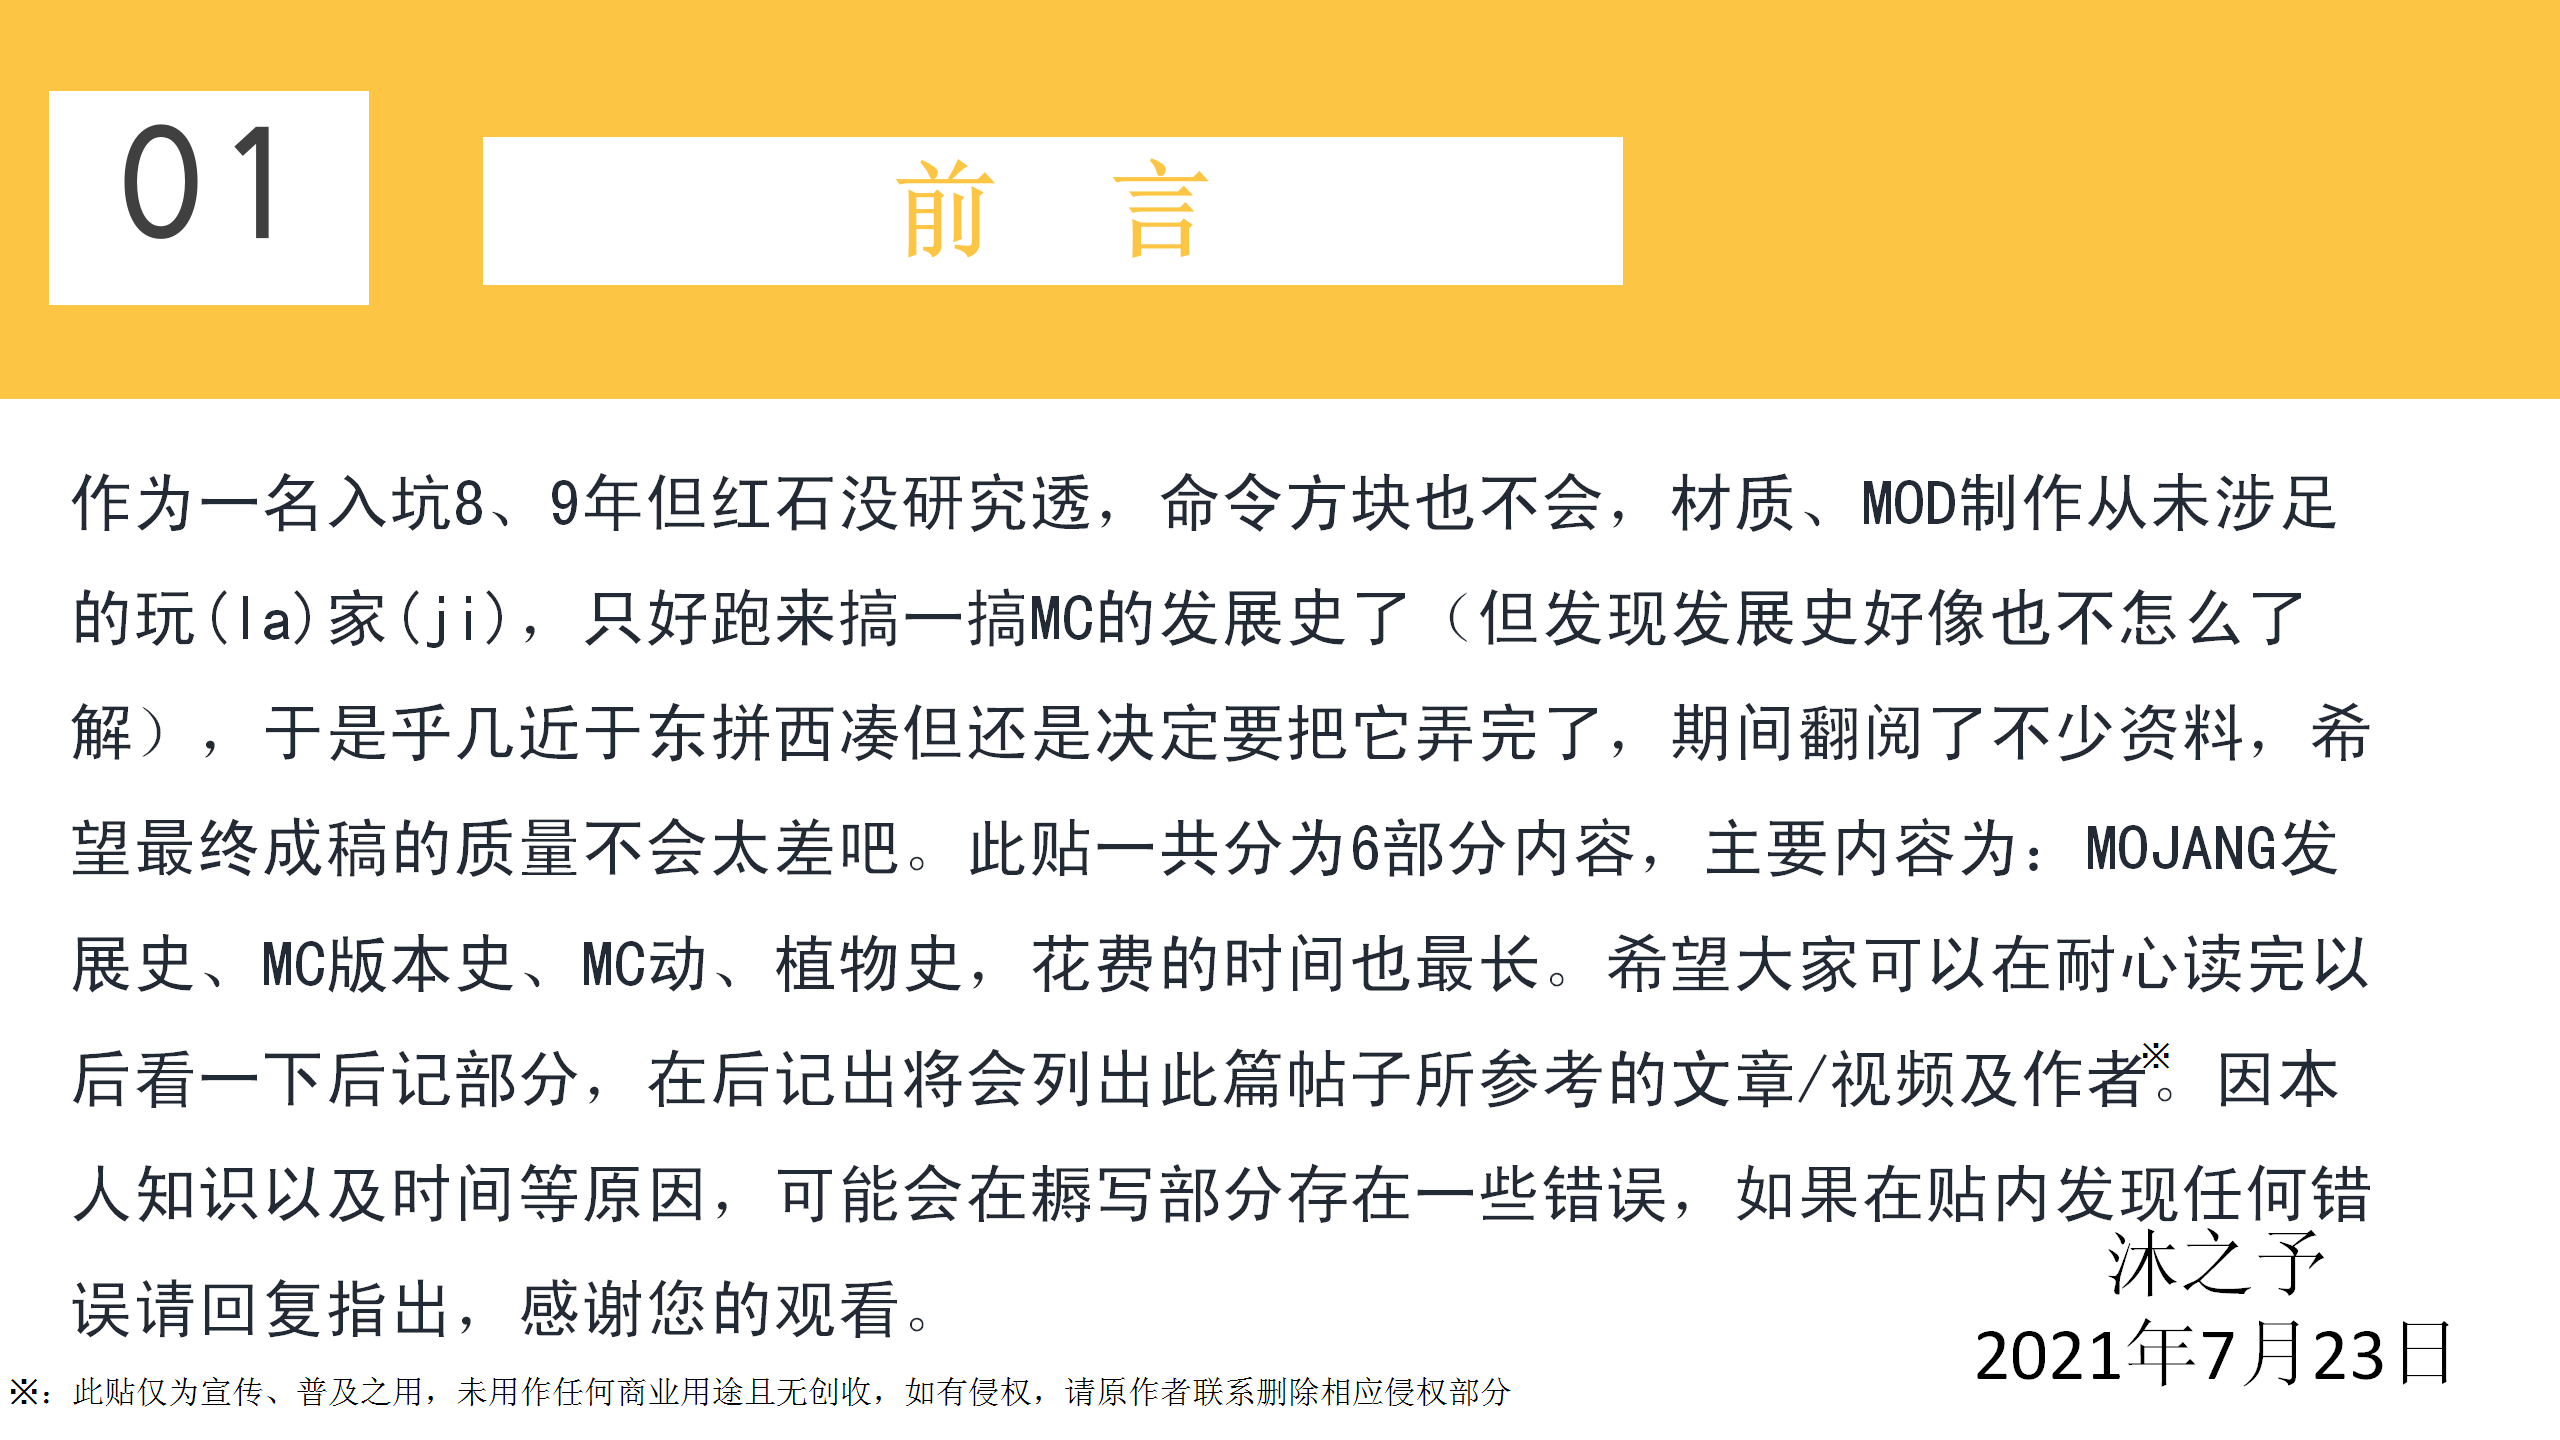 01
前 言
作为一名入坑8、9年但红石没研究透，命令方块也不会，材质、MOD制作从未涉足
的玩(la)家(ji)，只好跑来搞一搞MC的发展史了（但发现发展史好像也不怎么了
解），于是乎几近于东拼西凑但还是决定要把它弄完了，期间翻阅了不少资料，希
望最终成稿的质量不会太差吧。此贴一共分为6部分内容，主要内容为：MOJANG发
展史、MC版本史、MC动、植物史，花费的时间也最长。希望大家可以在耐心读完以
后看一下后记部分，在后记出将会列出此篇帖子所参考的文章/视频及作者※。因本
人知识以及时间等原因，可能会在耨写部分存在一些错误，如果在贴内发现任何错
误请回复指出，感谢您的观看。
沐之予
2021年7月23日
※：此贴仅为宣传、普及之用，未用作任何商业用途且无创收，如有侵权，请原作者联系删除相应侵权部分